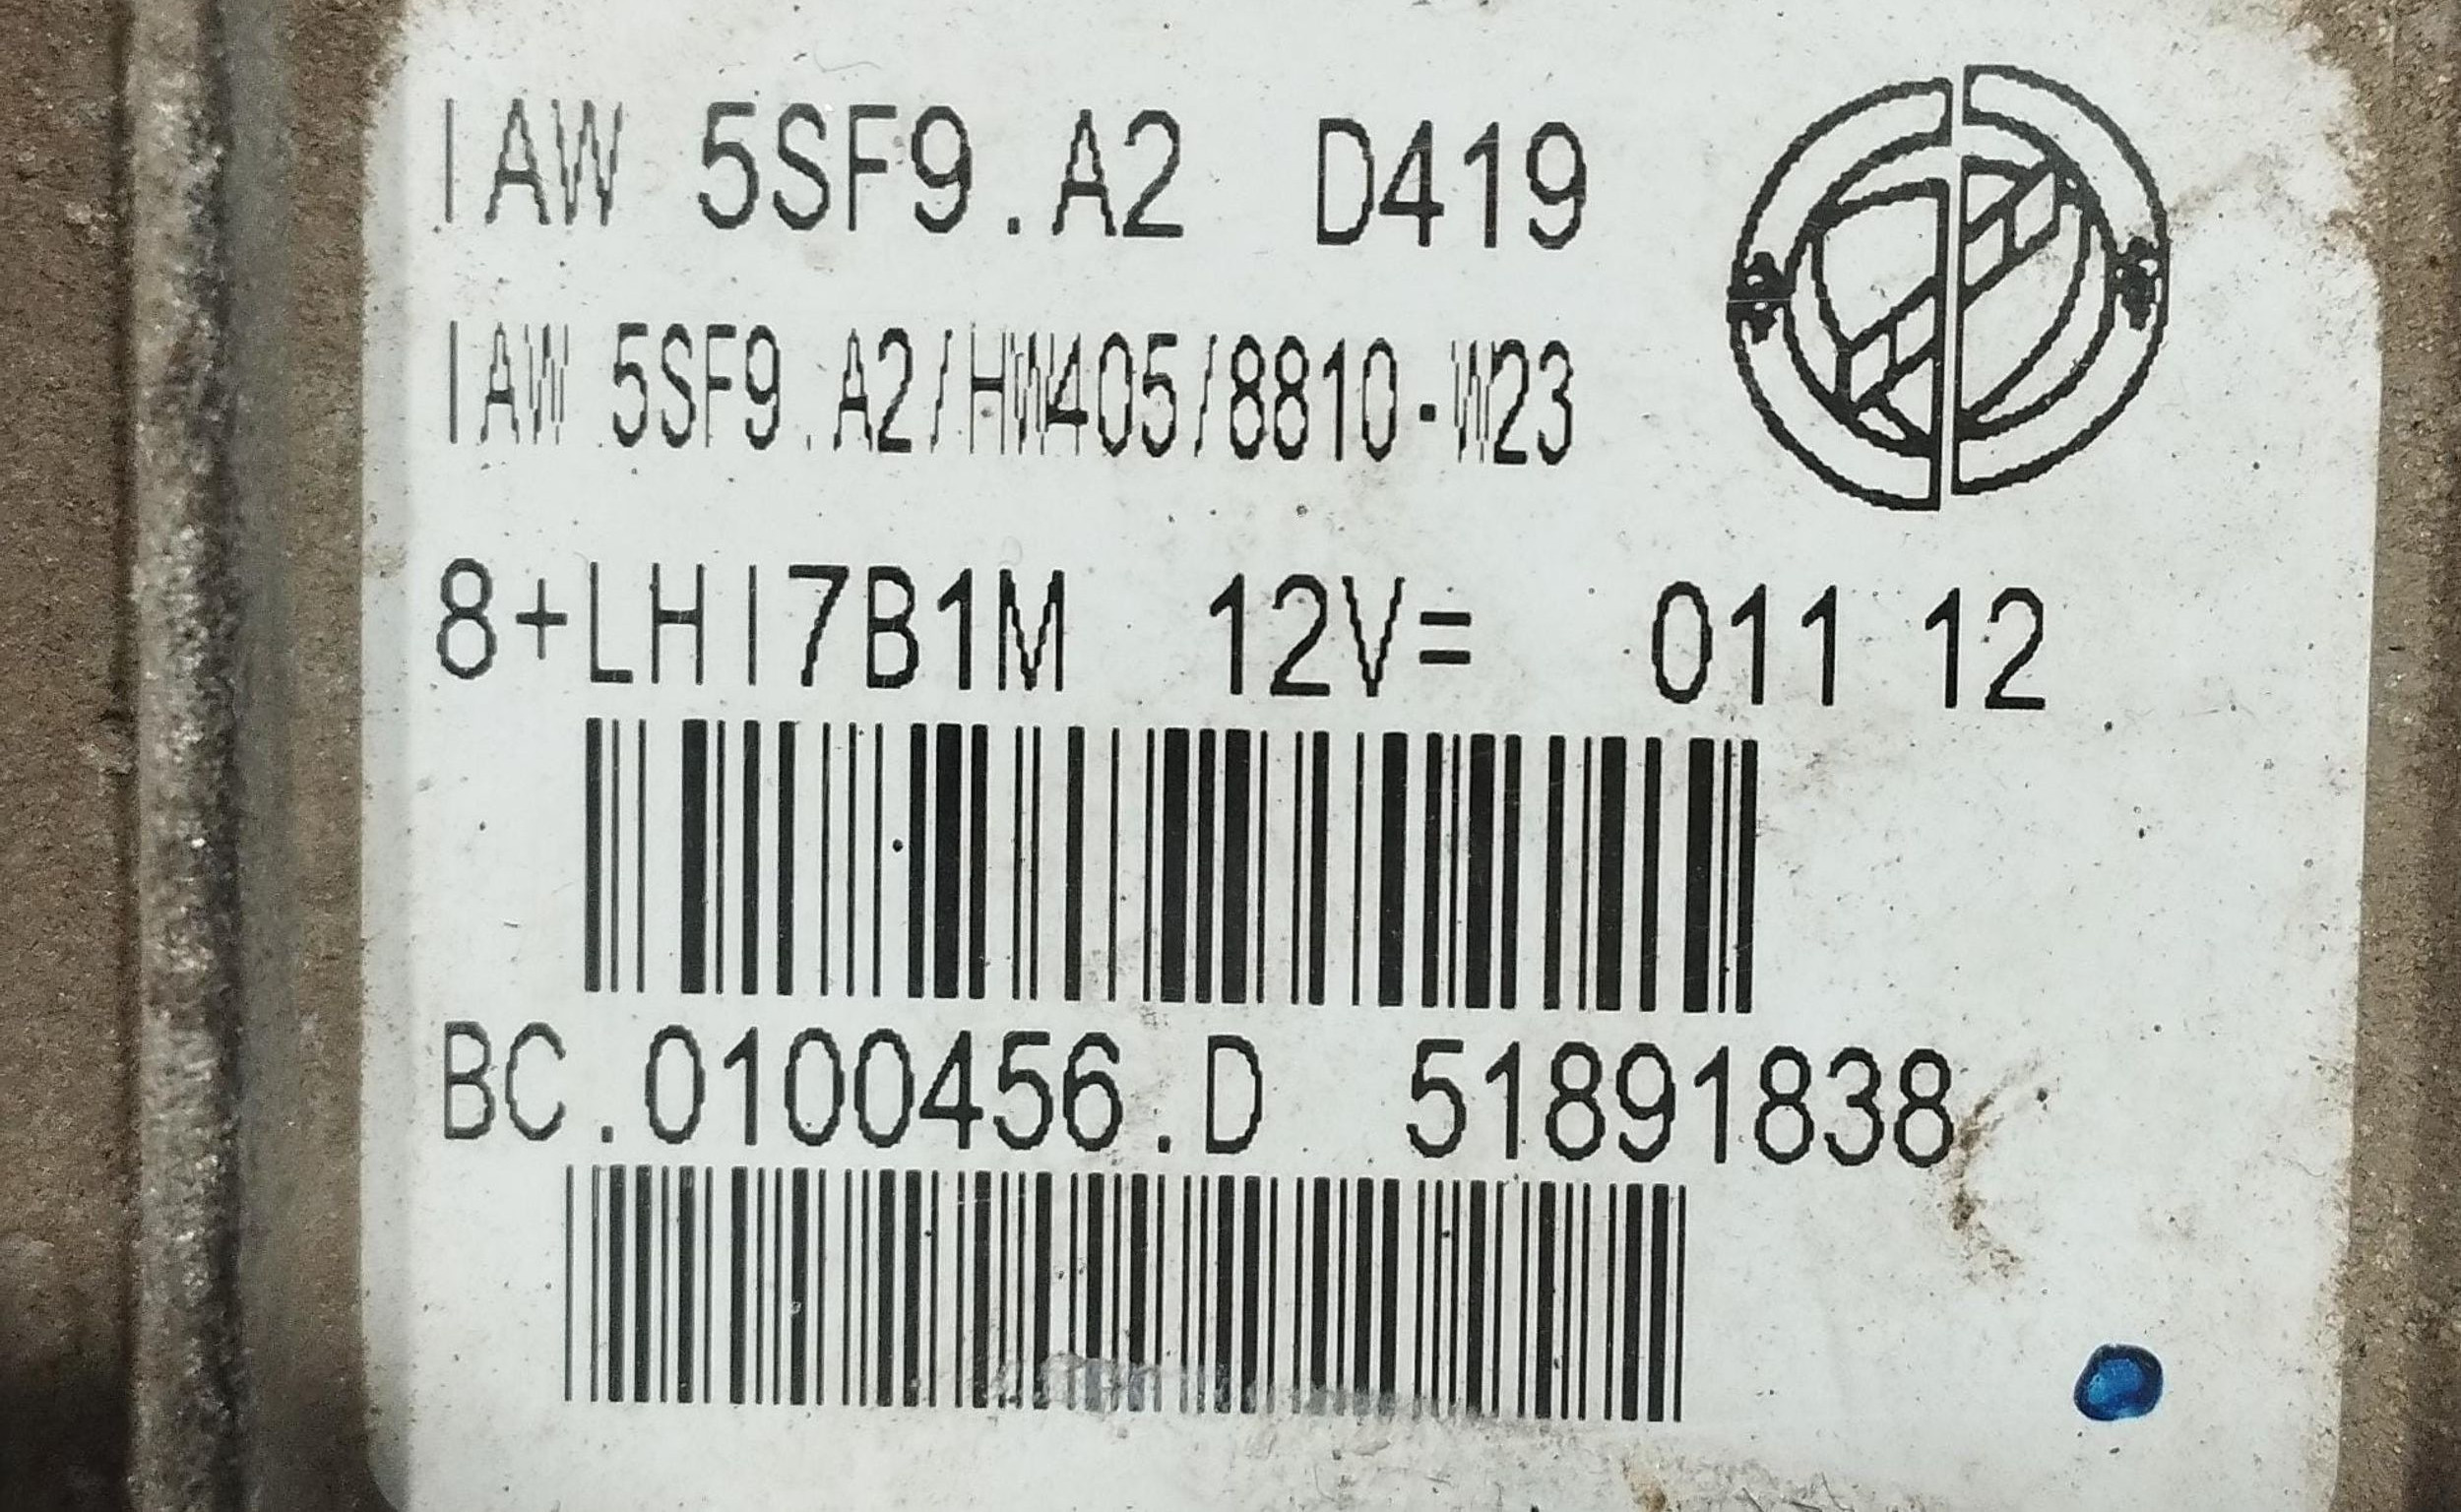 IAW 5SF9.A2 D419
IAW 5SF9.A2/HW405/8810-W23
8+LHI7B1M 12V= 011 12
BC.0100456.D 51891838